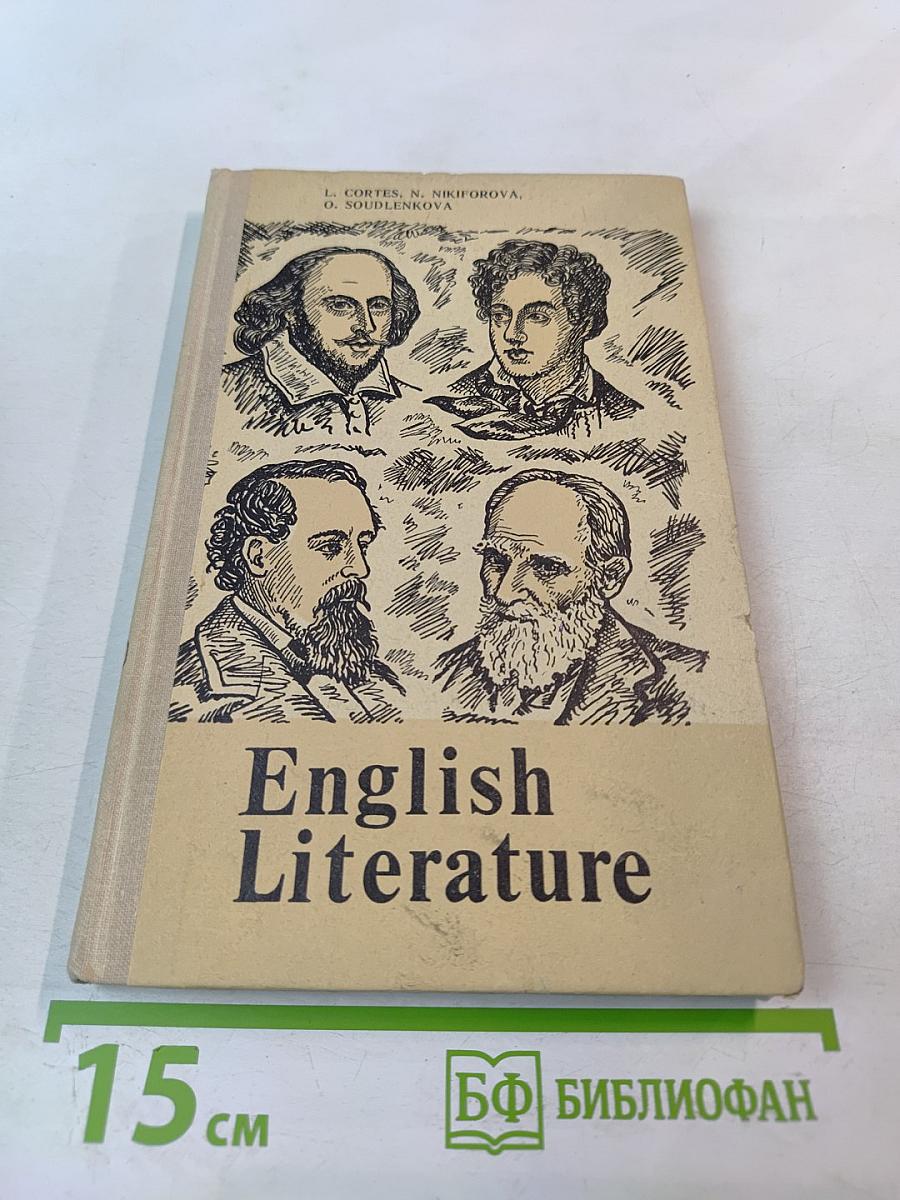 L. CORTES, N. NIKIFOROVA,
O. SOUDLENKOVA
English
Literature
15 см
БФ БИБЛИОФАН